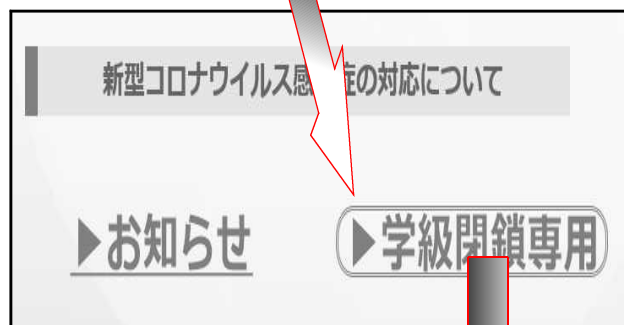 新型コロナウイルス感染症の対応について
▶お知らせ
▶学級閉鎖専用